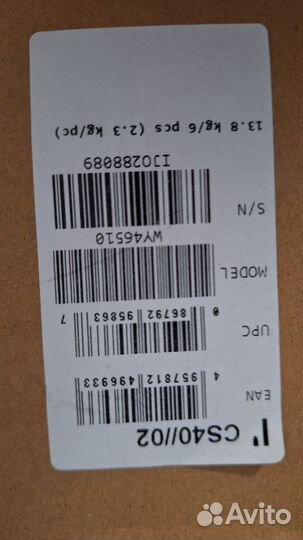 CS40//02
EAN
4 957812 496933
UPC
0 86792 95863 7
MODEL
WY46510
S/N
IJO288089
13.8 kg/6 pcs (2.3 kg/pc)
Avito